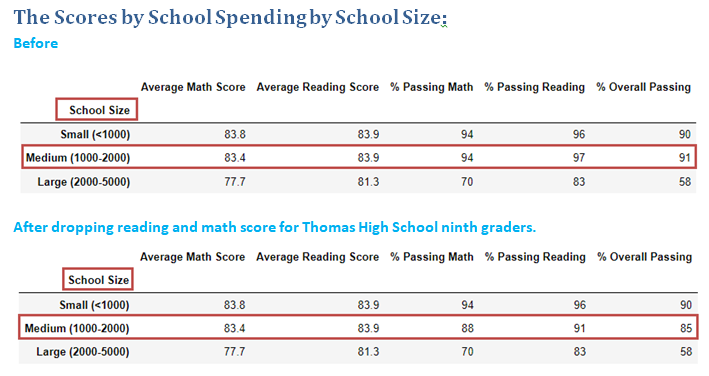 The Scores by School Spending by School Size:
Before
Average Math Score Average Reading Score % Passing Math % Passing Reading % Overall Passing
School Size
Small (<1000) 83.8 83.9 94 96 90
Medium (1000-2000) 83.4 83.9 94 97 91
Large (2000-5000) 77.7 81.3 70 83 58
After dropping reading and math score for Thomas High School ninth graders.
Average Math Score Average Reading Score % Passing Math % Passing Reading % Overall Passing
School Size
Small (<1000) 83.8 83.9 94 96 90
Medium (1000-2000) 83.4 83.9 88 91 85
Large (2000-5000) 77.7 81.3 70 83 58